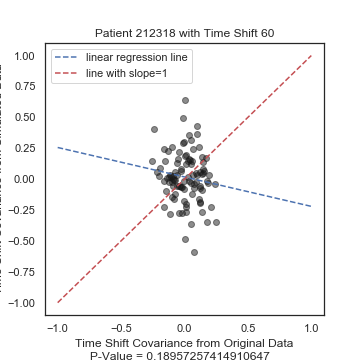 Patient 212318 with Time Shift 60
linear regression line
line with slope=1
1.00
0.75
0.50
0.25
0.00
-0.25
-0.50
-0.75
-1.00
-1.0
-0.5
0.0
0.5
1.0
Time Shift Covariance from Original Data
P-Value = 0.18957257414910647